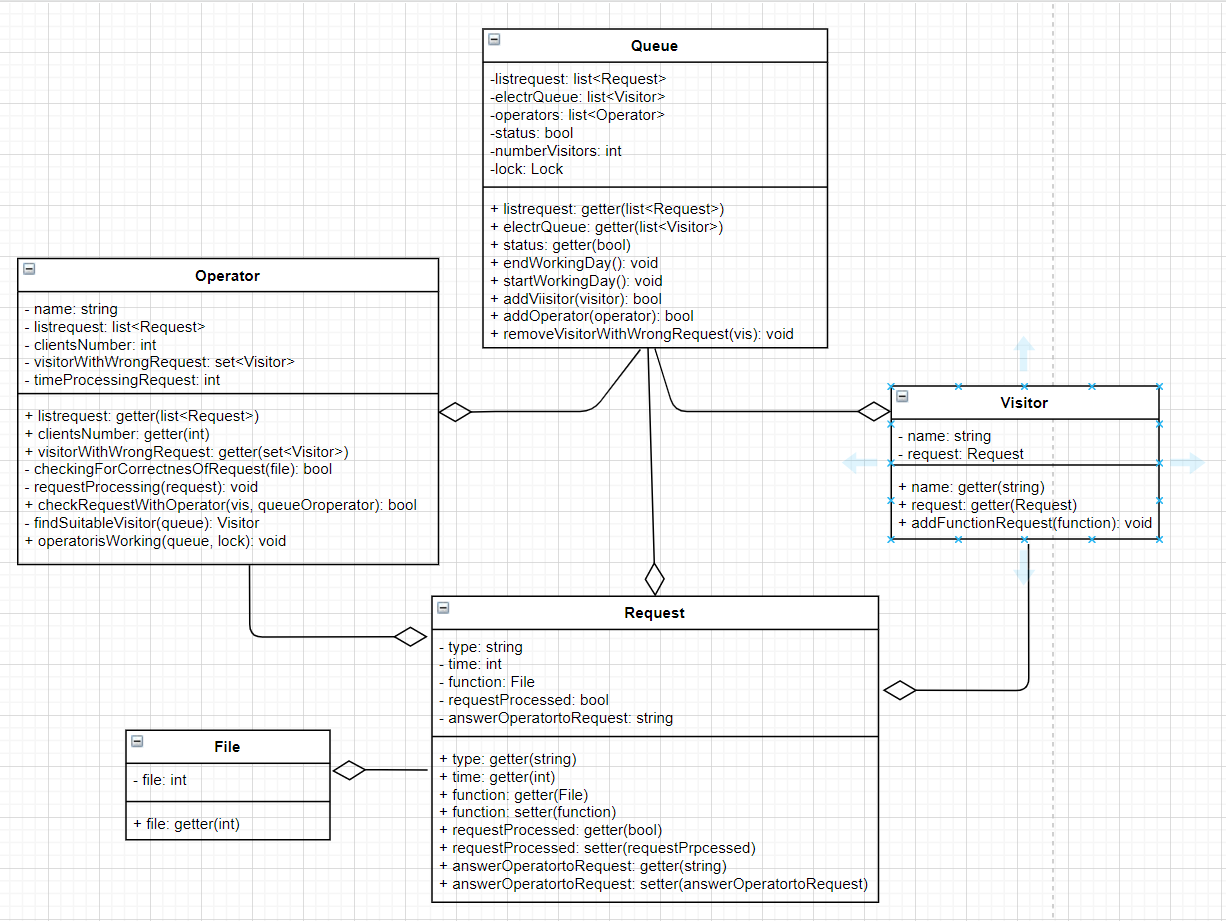 Queue
-listrequest: list<Request>
-electrQueue: list<Visitor>
-operators: list<Operator>
-status: bool
-numberVisitors: int
-lock: Lock
+ listrequest: getter(list<Request>)
+ electrQueue: getter(list<Visitor>)
+ status: getter(bool)
+ endWorkingDay(): void
+ startWorkingDay(): void
+ addViisitor(visitor): bool
+ addOperator(operator): bool
+ removeVisitorWithWrongRequest(vis): void
Operator
- name: string
- listrequest: list<Request>
- clientsNumber: int
- visitorWithWrongRequest: set<Visitor>
- timeProcessingRequest: int
+ listrequest: getter(list<Request>)
+ clientsNumber: getter(int)
+ visitorWithWrongRequest: getter(set<Visitor>)
- checkingForCorrectnesOfRequest(file): bool
- requestProcessing(request): void
+ checkRequestWithOperator(vis, queueOroperator): bool
- findSuitableVisitor(queue): Visitor
+ operatorisWorking(queue, lock): void
Visitor
- name: string
- request: Request
+ name: getter(string)
+ request: getter(Request)
+ addFunctionRequest(function): void
Request
- type: string
- time: int
- function: File
- requestProcessed: bool
- answerOperatortoRequest: string
+ type: getter(string)
+ time: getter(int)
+ function: getter(File)
+ function: setter(function)
+ requestProcessed: getter(bool)
+ requestProcessed: setter(requestPrpcessed)
+ answerOperatortoRequest: getter(string)
+ answerOperatortoRequest: setter(answerOperatortoRequest)
File
- file: int
+ file: getter(int)